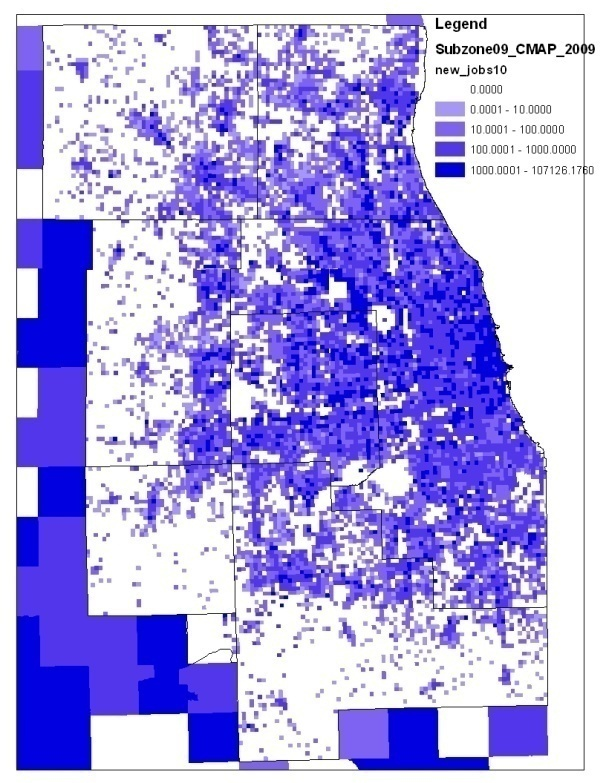 Legend
Subzone09_CMAP_2009
new_jobs10
0.0000
0.0001 - 10.0000
10.0001 - 100.0000
100.0001 - 1000.0000
1000.0001 - 107126.1760